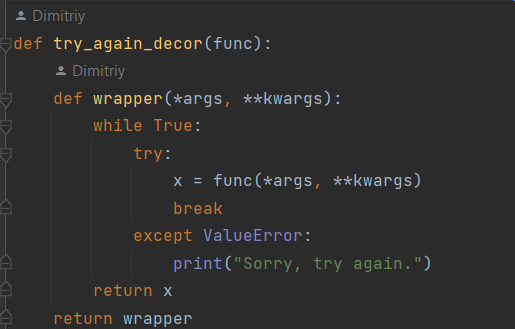 Dimitriy
def try_again_decor(func):
Dimitriy
def wrapper(*args, **kwargs):
while True:
try:
x = func(*args, **kwargs)
break
except ValueError:
print("Sorry, try again.")
return x
return wrapper